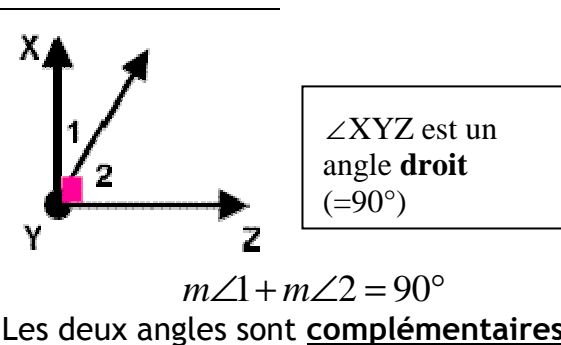 X
1
2
Y
Z
∠XYZ est un
angle droit
(=90°)
m∠1+m∠2=90°
Les deux angles sont complémentaires